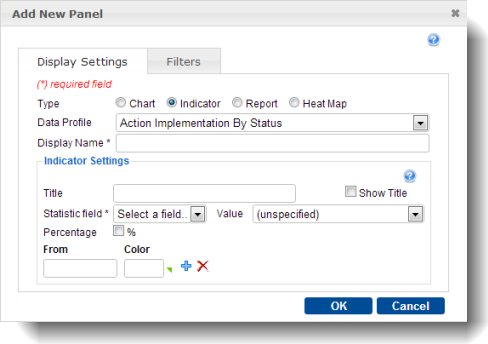 Add New Panel
Display Settings Filters
(*) required field
Type Chart Indicator Report Heat Map
Data Profile Action Implementation By Status
Display Name *
Indicator Settings
Title Show Title
Statistic field * Select a field.. Value (unspecified)
Percentage %
From Color
OK Cancel